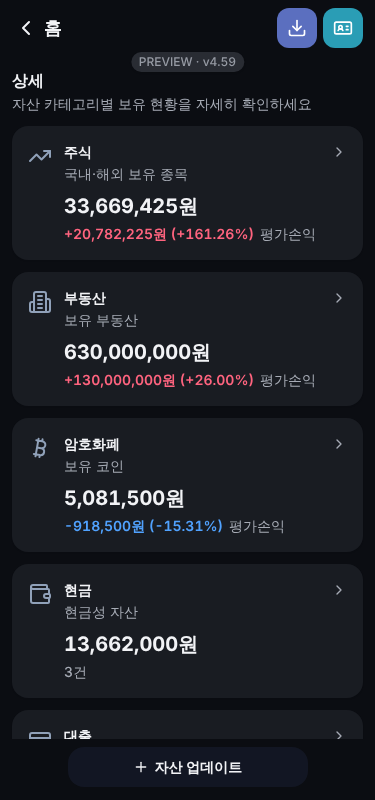 홈
PREVIEW · v4.59
상세
자산 카테고리별 보유 현황을 자세히 확인하세요
주식
국내·해외 보유 종목
33,669,425원
+20,782,225원 (+161.26%) 평가손익
부동산
보유 부동산
630,000,000원
+130,000,000원 (+26.00%) 평가손익
암호화폐
보유 코인
5,081,500원
-918,500원 (-15.31%) 평가손익
현금
현금성 자산
13,662,000원
3건
대출
+ 자산 업데이트